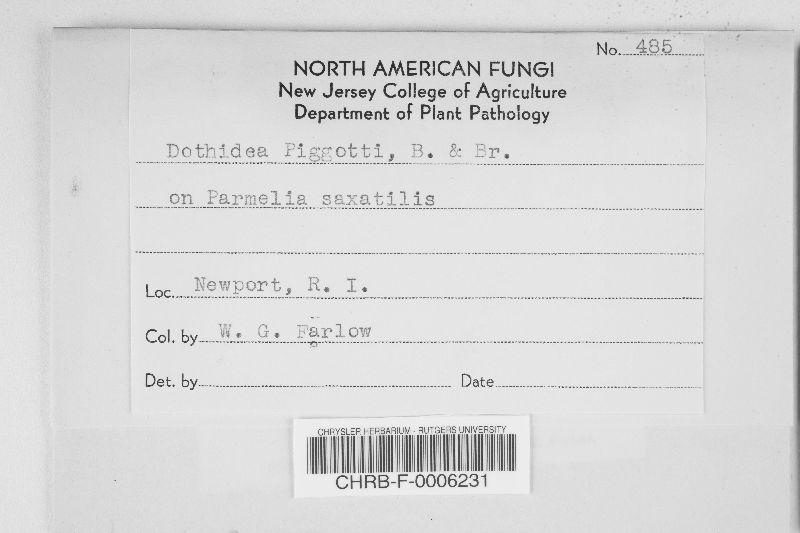 No. 485
NORTH AMERICAN FUNGI
New Jersey College of Agriculture
Department of Plant Pathology
Dothidea Piggotti, B. & Br.
on Parmelia saxatilis
Loc. Newport, R. I.
Col. by W. G. Farlow
Det. by Date
CHRYSLER HERBARIUM - RUTGERS UNIVERSITY
CHRB-F-0006231